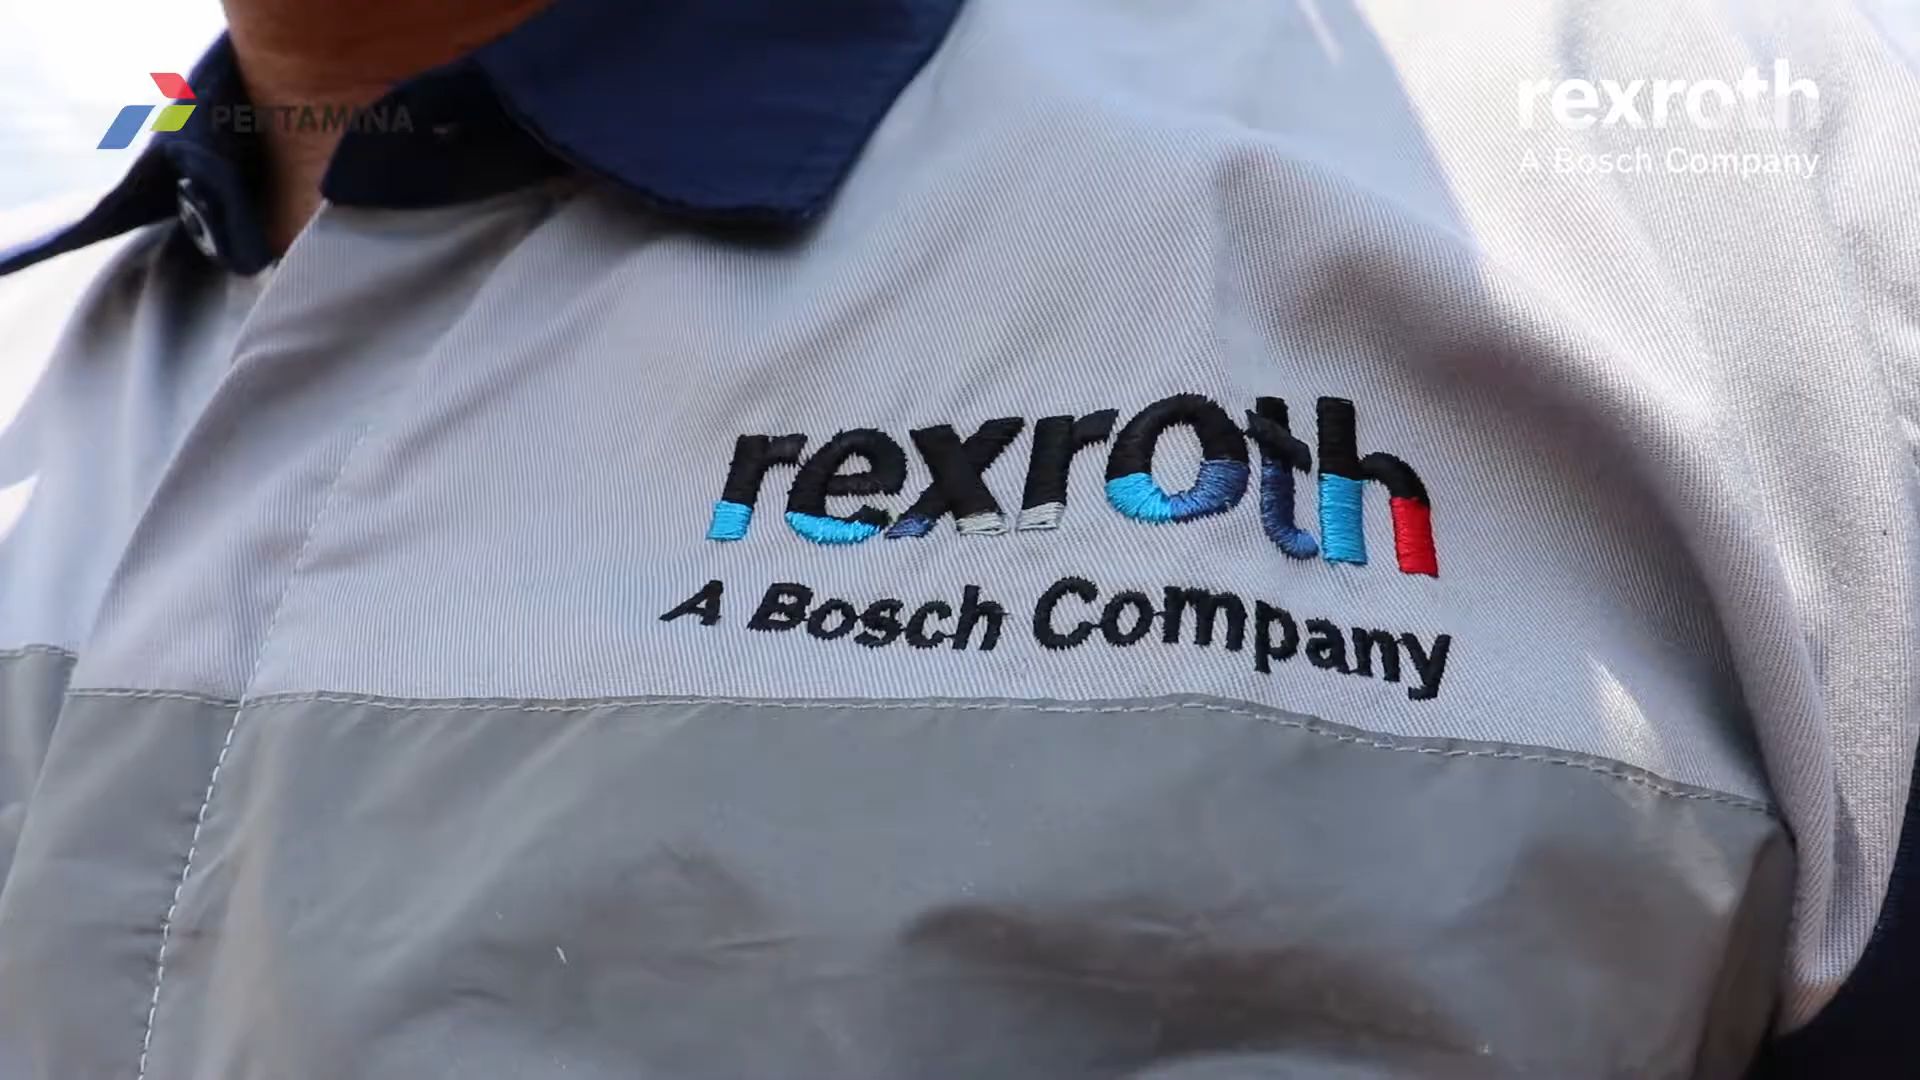 PERTAMINA
rexroth
A Bosch Company
rexroth
A Bosch Company